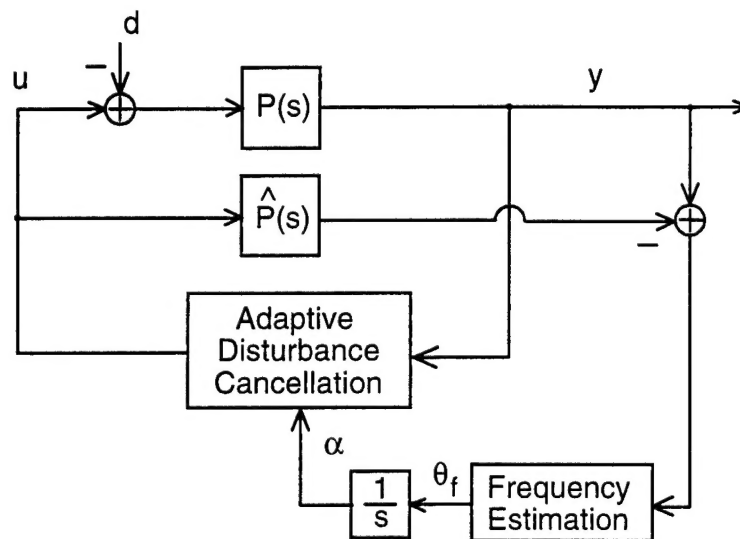 d
−
u
P(s)
y
P̂(s)
−
Adaptive
Disturbance
Cancellation
α
1
s
θf
Frequency
Estimation